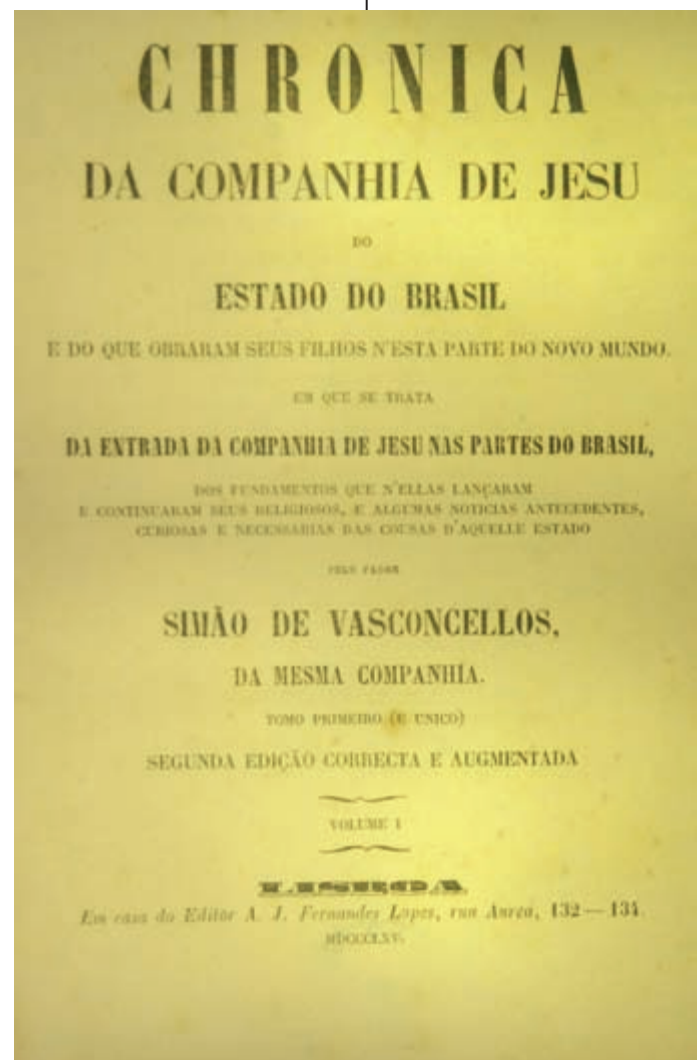 CHRONICA
DA COMPANHIA DE JESU
DO
ESTADO DO BRASIL
E DO QUE OBRARAM SEUS FILHOS N'ESTA PARTE DO NOVO MUNDO.
EM QUE SE TRATA
DA ENTRADA DA COMPANHIA DE JESU NAS PARTES DO BRASIL,
DOS FUNDAMENTOS QUE N'ELLAS LANÇARAM
E CONTINUARAM SEUS RELIGIOSOS, E ALGUMAS NOTICIAS ANTECEDENTES,
CURIOSAS E NECESSARIAS DAS COUSAS D'AQUELLE ESTADO
PELO PADRE
SIMÃO DE VASCONCELLOS,
DA MESMA COMPANHIA.
TOMO PRIMEIRO (E UNICO)
SEGUNDA EDIÇÃO CORRECTA E AUGMENTADA
VOLUME I
LISBOA
Em casa do Editor A. J. Fernandes Lopes, rua Aurea, 132 — 134.
MDCCCLXV.